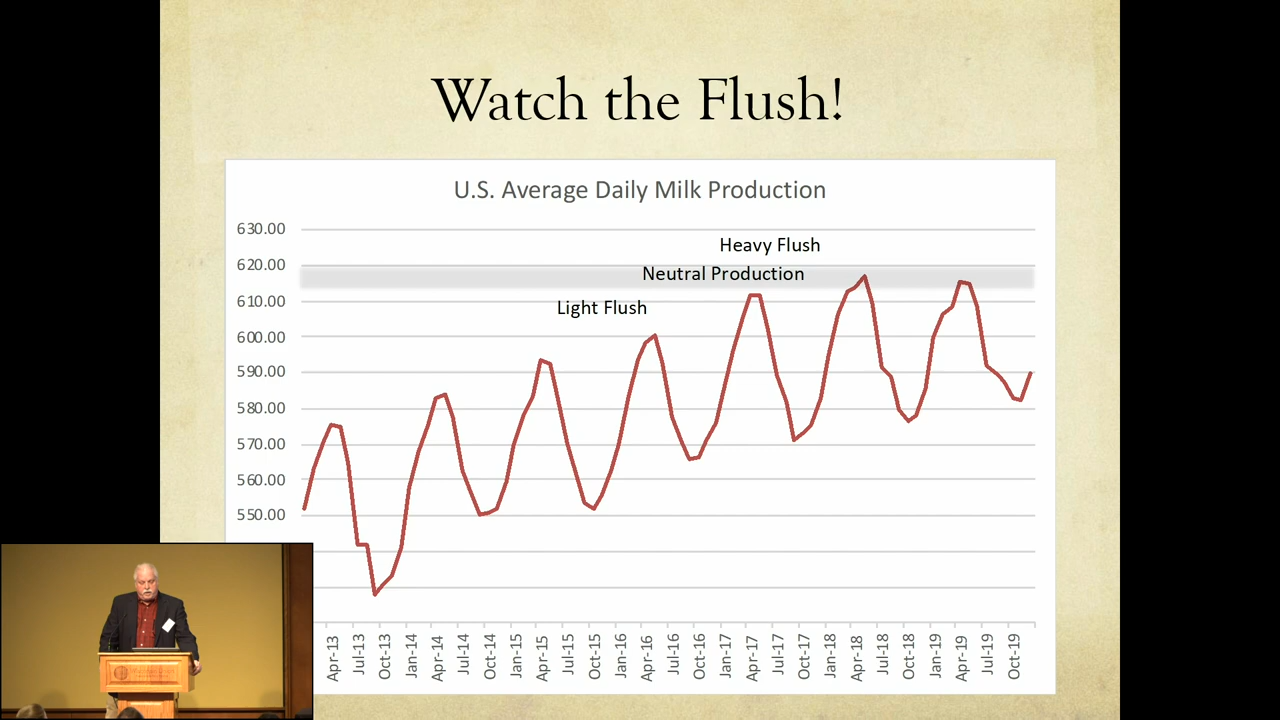 Watch the Flush!
U.S. Average Daily Milk Production
630.00
620.00
610.00
600.00
590.00
580.00
570.00
560.00
550.00
Heavy Flush
Neutral Production
Light Flush
Apr-13
Jul-13
Oct-13
Jan-14
Apr-14
Jul-14
Oct-14
Jan-15
Apr-15
Jul-15
Oct-15
Jan-16
Apr-16
Jul-16
Oct-16
Jan-17
Apr-17
Jul-17
Oct-17
Jan-18
Apr-18
Jul-18
Oct-18
Jan-19
Apr-19
Jul-19
Oct-19